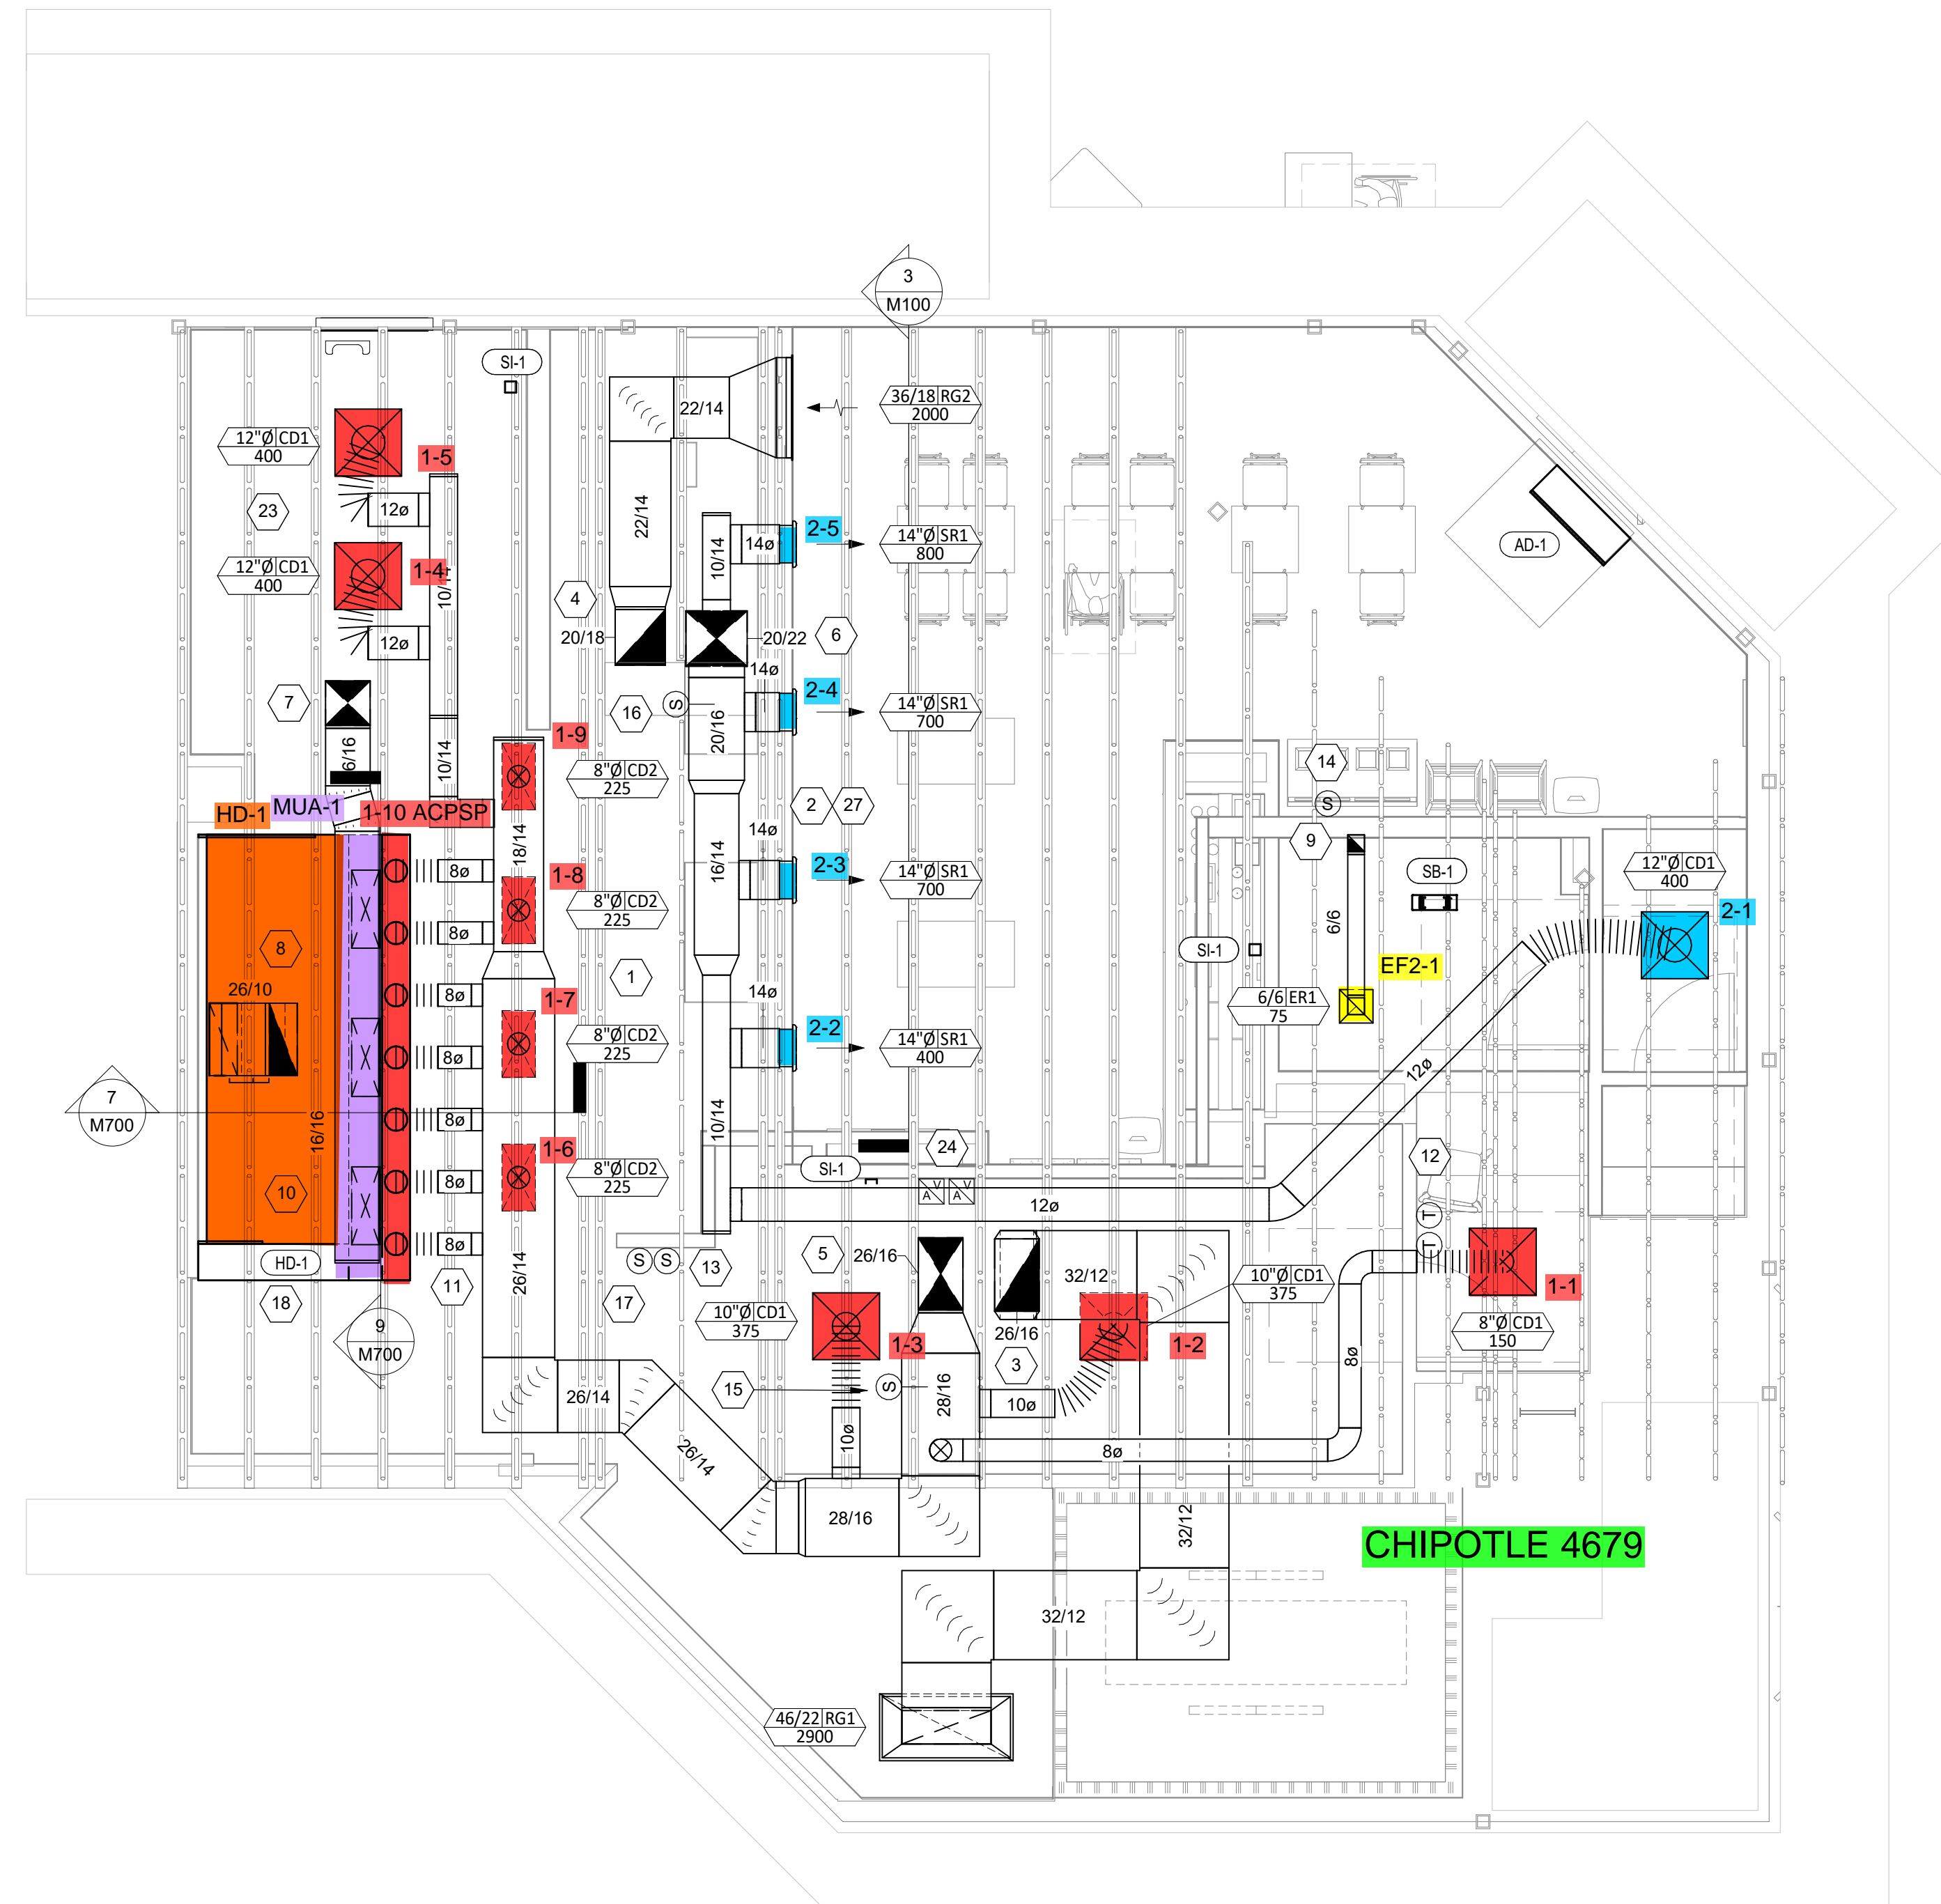 3
M100
SI-1
36/18 RG2
2000
22/14
12"Ø CD1
400
1-5
23
12ø
22/14
10/14
14ø
2-5
14"Ø SR1
800
AD-1
12"Ø CD1
400
1-4
10/14
12ø
4
20/18
20/22
6
14ø
7
16
S
2-4
14"Ø SR1
700
1-9
20/16
6/16
10/14
8"Ø CD2
225
14
S
HD-1
MUA-1
1-10 ACPSP
2
27
14ø
9
18/14
16/14
8ø
1-8
2-3
14"Ø SR1
700
SB-1
12"Ø CD1
400
8"Ø CD2
225
2-1
6/6
8
8ø
1
SI-1
EF2-1
26/10
8ø
1-7
14ø
6/6 ER1
75
8"Ø CD2
225
2-2
14"Ø SR1
400
8ø
12ø
7
M700
16/16
8ø
10/14
1-6
24
SI-1
12
10
8ø
8"Ø CD2
225
V
A
V
A
12ø
T
T
8ø
HD-1
11
26/14
S
S
13
5
26/16
32/12
10"Ø CD1
375
1-1
18
17
10"Ø CD1
375
26/16
8"Ø CD1
150
9
M700
1-3
1-2
3
8ø
15
S
28/16
26/14
10ø
10ø
26/14
8ø
28/16
32/12
CHIPOTLE 4679
32/12
46/22 RG1
2900